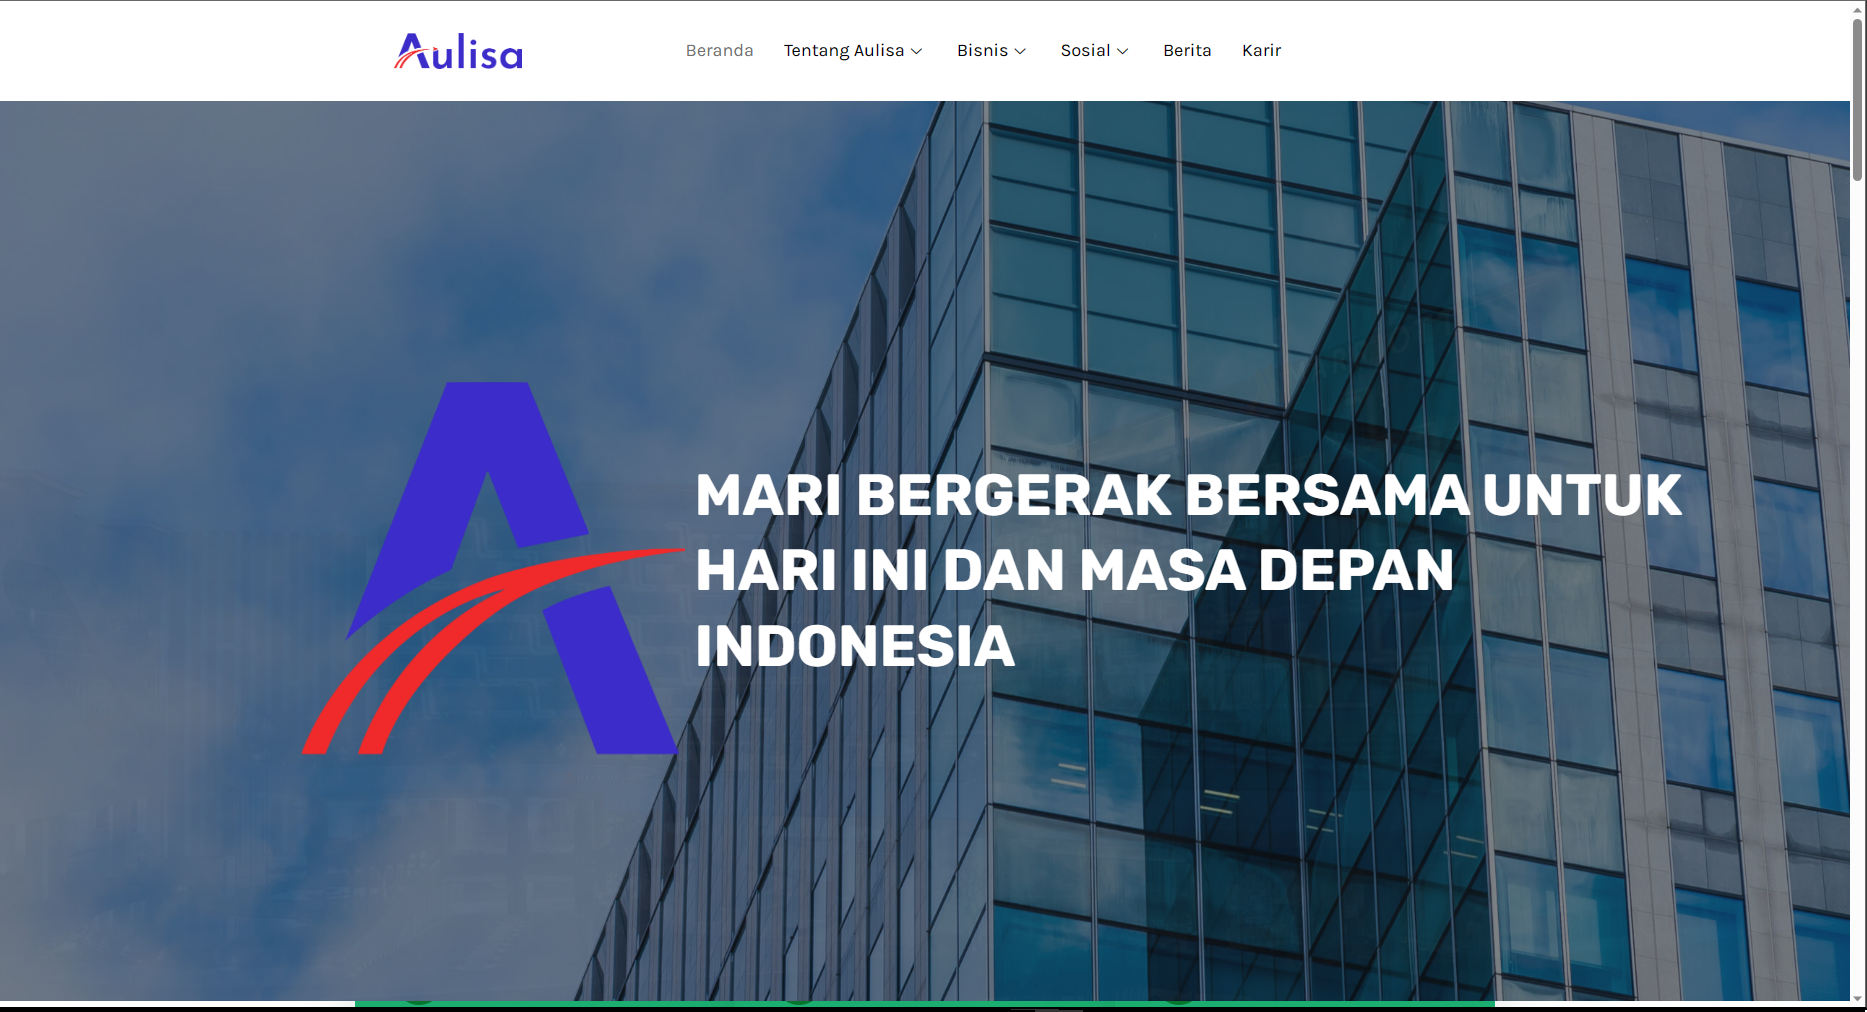 Aulisa
Beranda Tentang Aulisa Bisnis Sosial Berita Karir
MARI BERGERAK BERSAMA UNTUK
HARI INI DAN MASA DEPAN
INDONESIA